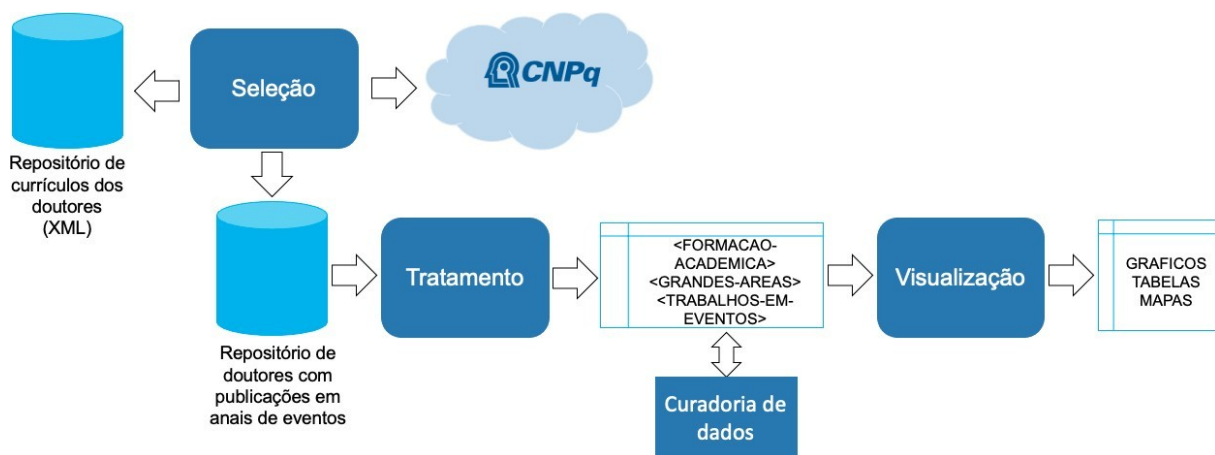 Seleção
CNPq
Repositório de
currículos dos
doutores
(XML)
Tratamento
<FORMACAO-
ACADEMICA>
<GRANDES-AREAS>
<TRABALHOS-EM-
EVENTOS>
Visualização
GRAFICOS
TABELAS
MAPAS
Repositório de
doutores com
publicações em
anais de eventos
Curadoria de
dados